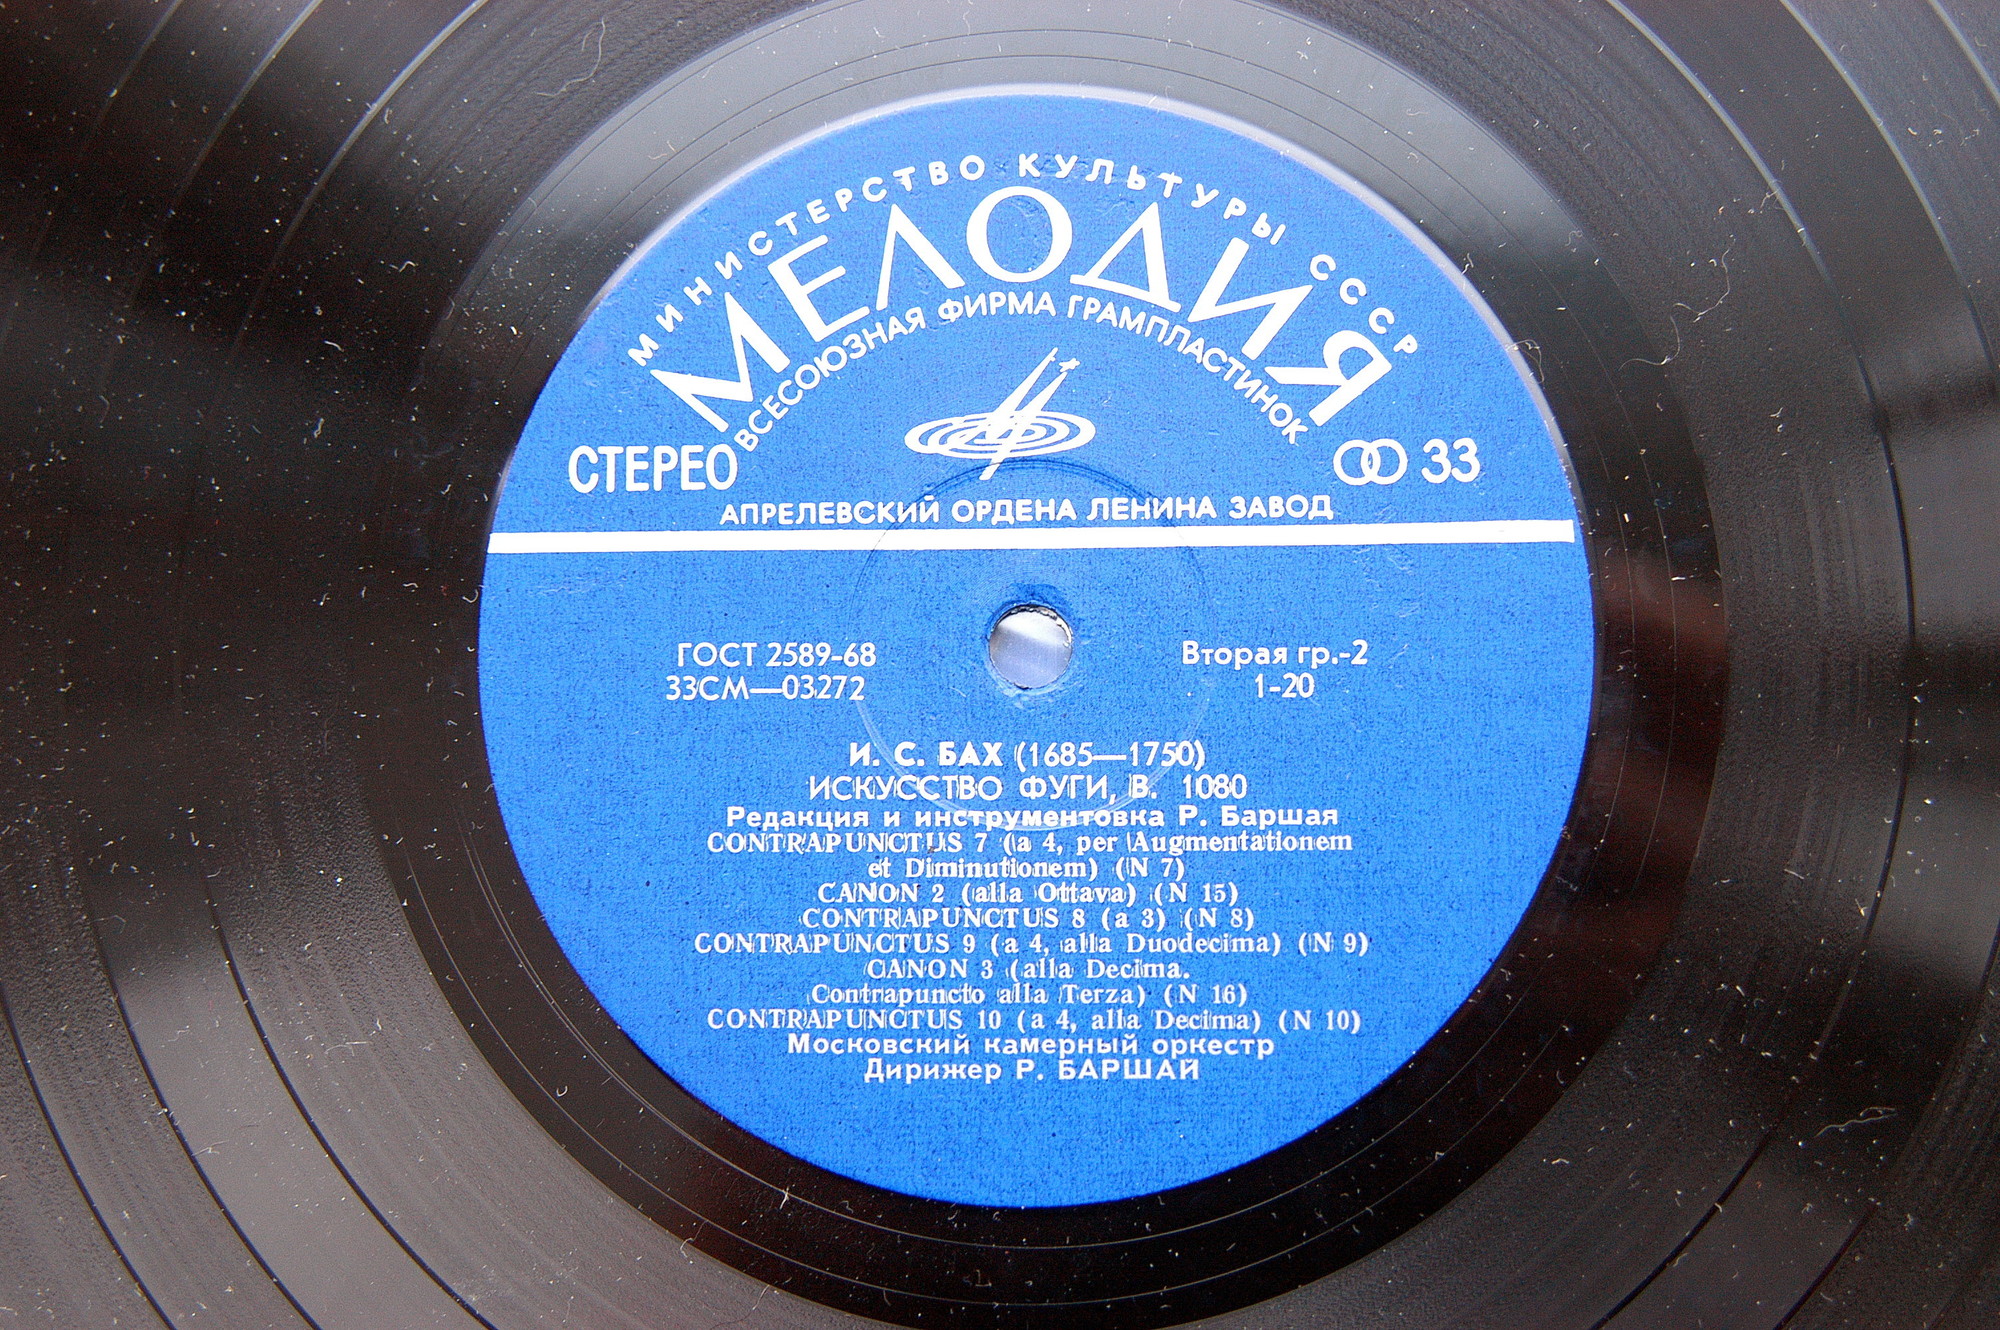 МИНИСТЕРСТВО КУЛЬТУРЫ СССР
МЕЛОДИЯ
ВСЕСОЮЗНАЯ ФИРМА ГРАМПЛАСТИНОК
СТЕРЕО
33
АПРЕЛЕВСКИЙ ОРДЕНА ЛЕНИНА ЗАВОД
ГОСТ 2589-68
Вторая гр.-2
33СМ—03272
1-20
И. С. БАХ (1685—1750)
ИСКУССТВО ФУГИ, В. 1080
Редакция и инструментовка Р. Баршая
CONTRAPUNCTUS 7 (a 4, per Augmentationem
et Diminutionem) (N 7)
CANON 2 (alla Ottava) (N 15)
CONTRAPUNCTUS 8 (a 3) (N 8)
CONTRAPUNCTUS 9 (a 4, alla Duodecima) (N 9)
CANON 3 (alla Decima.
Contrapuncto alla Terza) (N 16)
CONTRAPUNCTUS 10 (a 4, alla Decima) (N 10)
Московский камерный оркестр
Дирижер Р. БАРШАЙ